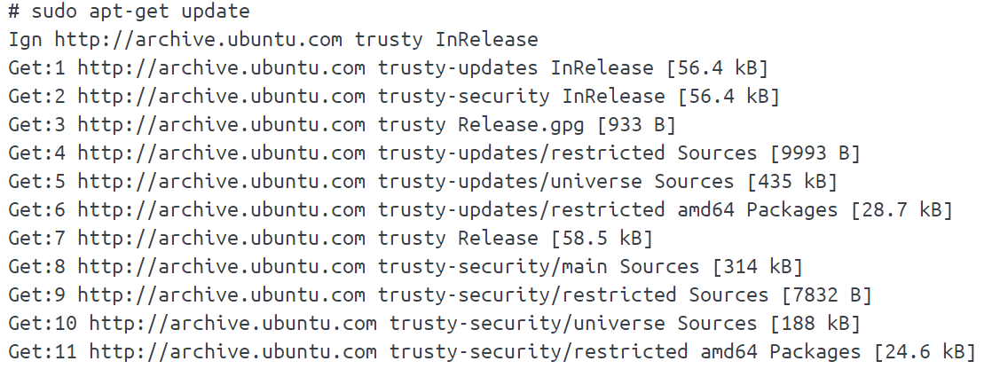 # sudo apt-get update
Ign http://archive.ubuntu.com trusty InRelease
Get:1 http://archive.ubuntu.com trusty-updates InRelease [56.4 kB]
Get:2 http://archive.ubuntu.com trusty-security InRelease [56.4 kB]
Get:3 http://archive.ubuntu.com trusty Release.gpg [933 B]
Get:4 http://archive.ubuntu.com trusty-updates/restricted Sources [9993 B]
Get:5 http://archive.ubuntu.com trusty-updates/universe Sources [435 kB]
Get:6 http://archive.ubuntu.com trusty-updates/restricted amd64 Packages [28.7 kB]
Get:7 http://archive.ubuntu.com trusty Release [58.5 kB]
Get:8 http://archive.ubuntu.com trusty-security/main Sources [314 kB]
Get:9 http://archive.ubuntu.com trusty-security/restricted Sources [7832 B]
Get:10 http://archive.ubuntu.com trusty-security/universe Sources [188 kB]
Get:11 http://archive.ubuntu.com trusty-security/restricted amd64 Packages [24.6 kB]